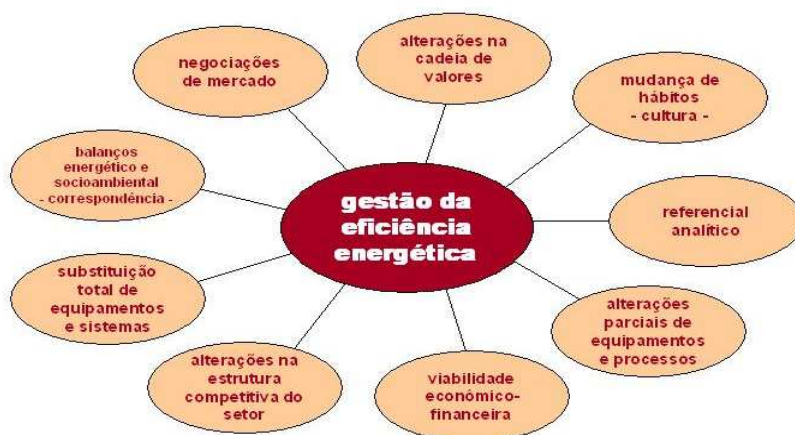 negociações
de mercado
alterações na
cadeia de
valores
mudança de
hábitos
- cultura -
balanços
energético e
socioambiental
- correspondência -
gestão da
eficiência
energética
referencial
analítico
substituição
total de
equipamentos
e sistemas
alterações
parciais de
equipamentos
e processos
alterações na
estrutura
competitiva do
setor
viabilidade
econômico-
financeira